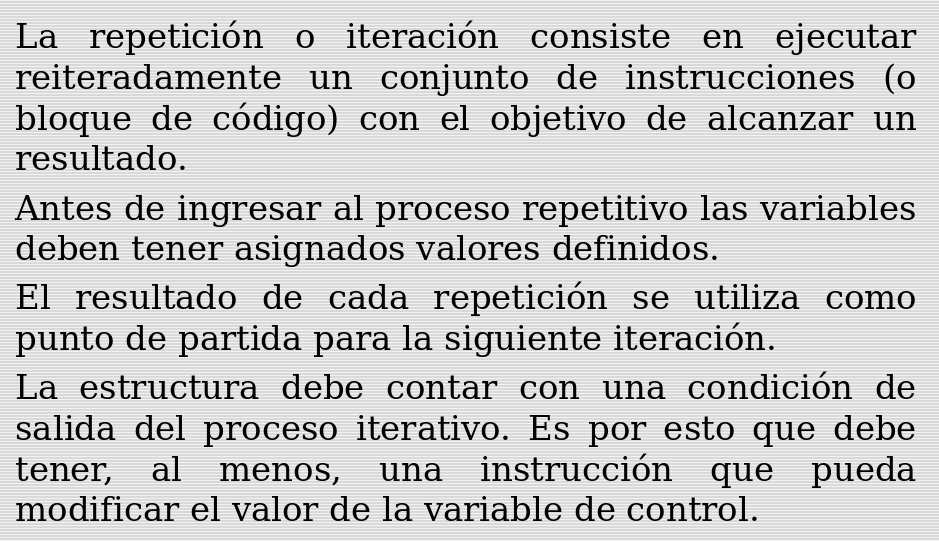 La repetición o iteración consiste en ejecutar
reiteradamente un conjunto de instrucciones (o
bloque de código) con el objetivo de alcanzar un
resultado.
Antes de ingresar al proceso repetitivo las variables
deben tener asignados valores definidos.
El resultado de cada repetición se utiliza como
punto de partida para la siguiente iteración.
La estructura debe contar con una condición de
salida del proceso iterativo. Es por esto que debe
tener, al menos, una instrucción que pueda
modificar el valor de la variable de control.